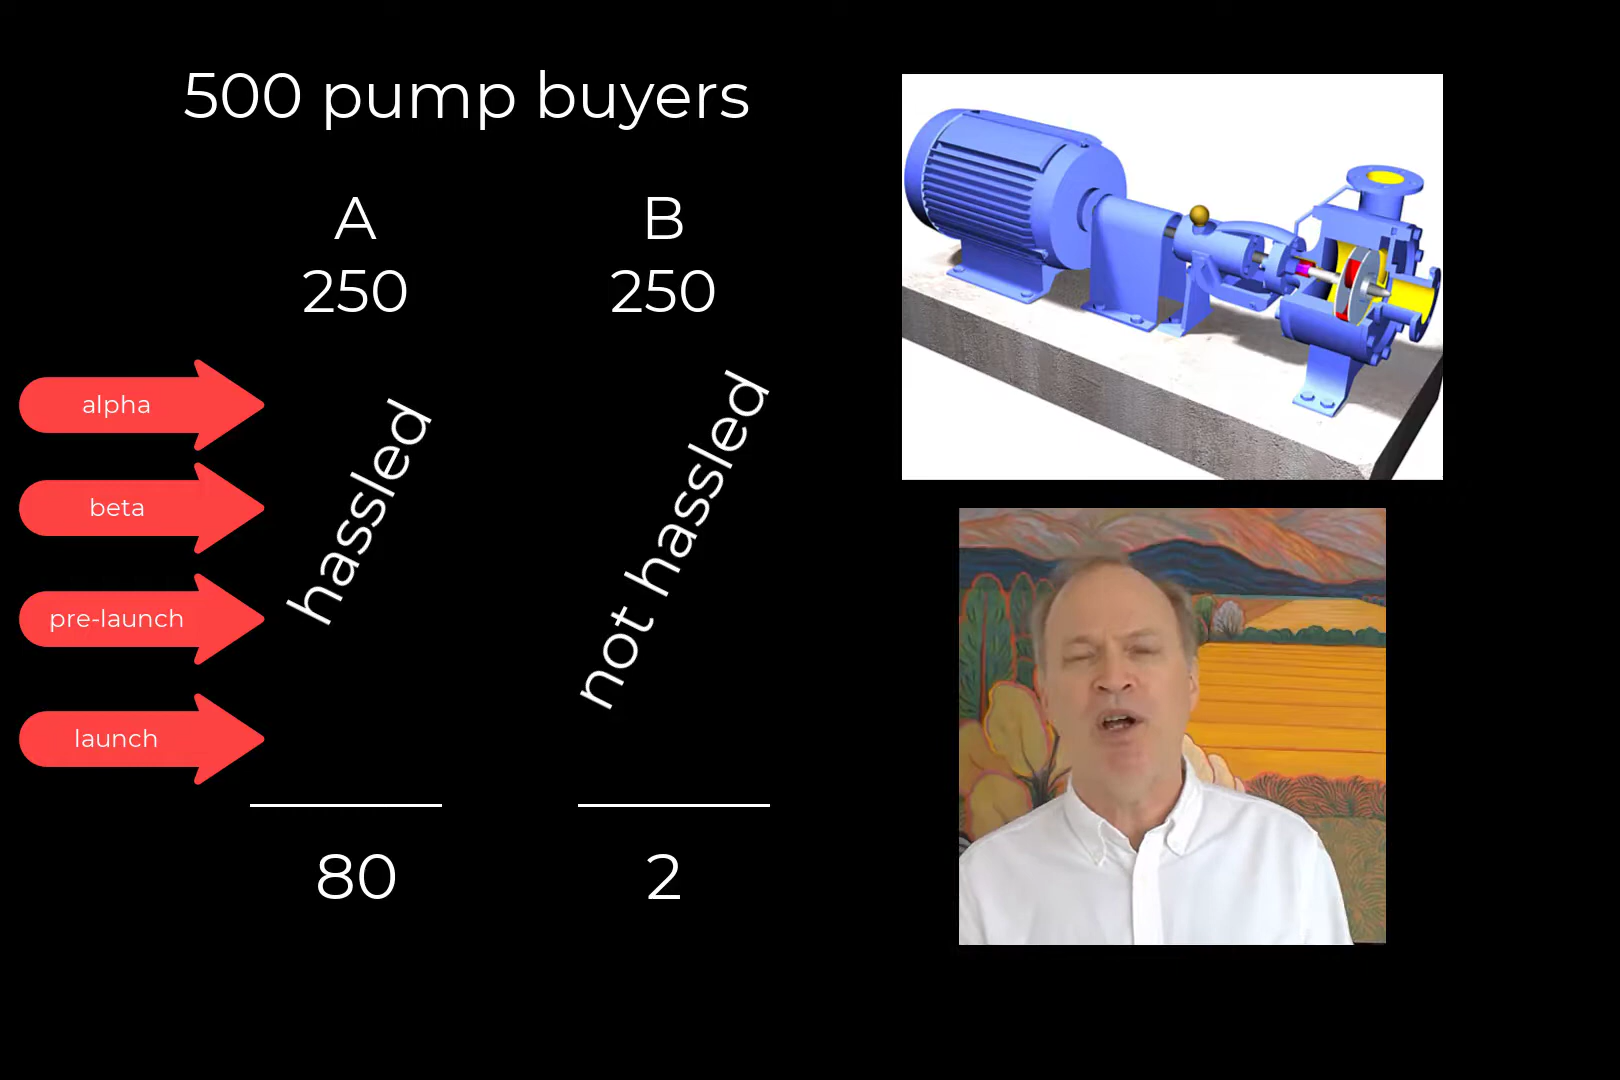 500 pump buyers
A
B
250
250
alpha
beta
pre-launch
launch
hassled
not hassled
80
2